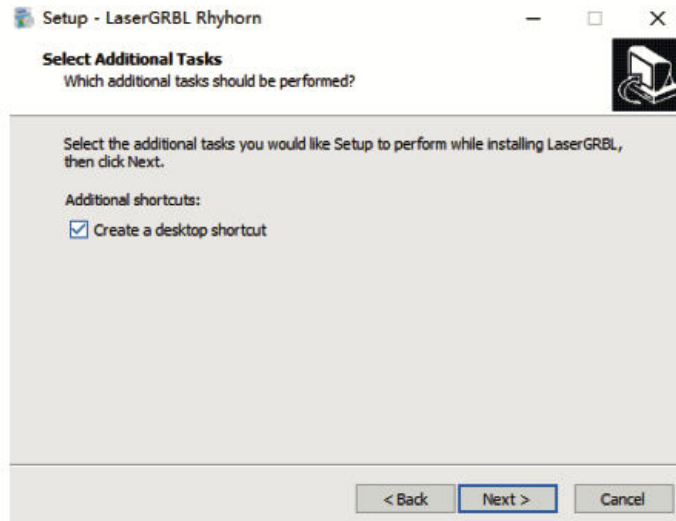 Setup - LaserGRBL Rhyhorn
Select Additional Tasks
Which additional tasks should be performed?
Select the additional tasks you would like Setup to perform while installing LaserGRBL,
then click Next.
Additional shortcuts:
Create a desktop shortcut
< Back
Next >
Cancel